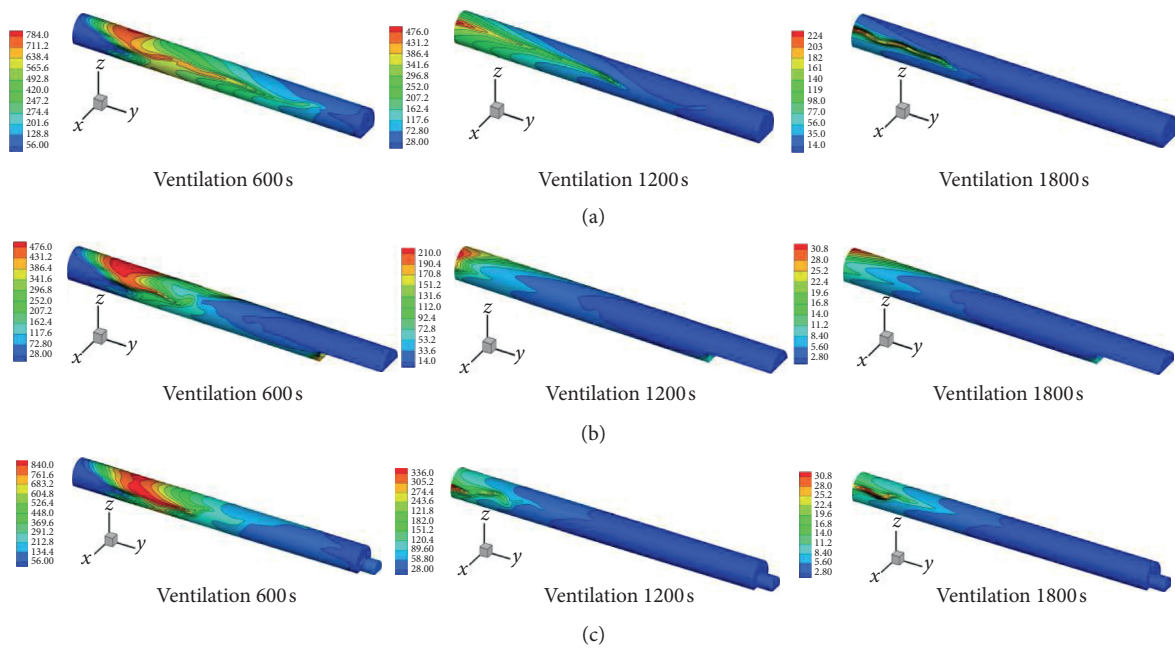 784.0
711.2
638.4
565.6
492.8
420.0
247.2
274.4
201.6
128.8
56.00
z
y
x
Ventilation 600 s
476.0
431.2
386.4
341.6
296.8
252.0
207.2
162.4
117.6
72.80
28.00
z
y
x
Ventilation 1200 s
224
203
182
161
140
119
98.0
77.0
56.0
35.0
14.0
z
y
x
Ventilation 1800 s
(a)
476.0
431.2
386.4
341.6
296.8
252.0
207.2
162.4
117.6
72.80
28.00
z
y
x
Ventilation 600 s
210.0
190.4
170.8
151.2
131.6
112.0
92.4
72.8
53.2
33.6
14.0
z
y
x
Ventilation 1200 s
30.8
28.0
25.2
22.4
19.6
16.8
14.0
11.2
8.40
5.60
2.80
z
y
x
Ventilation 1800 s
(b)
840.0
761.6
683.2
604.8
526.4
448.0
369.6
291.2
212.8
134.4
56.00
z
y
x
Ventilation 600 s
336.0
305.2
274.4
243.6
121.8
182.0
151.2
120.4
89.60
58.80
28.00
z
y
x
Ventilation 1200 s
30.8
28.0
25.2
22.4
19.6
16.8
14.0
11.2
8.40
5.60
2.80
z
y
x
Ventilation 1800 s
(c)